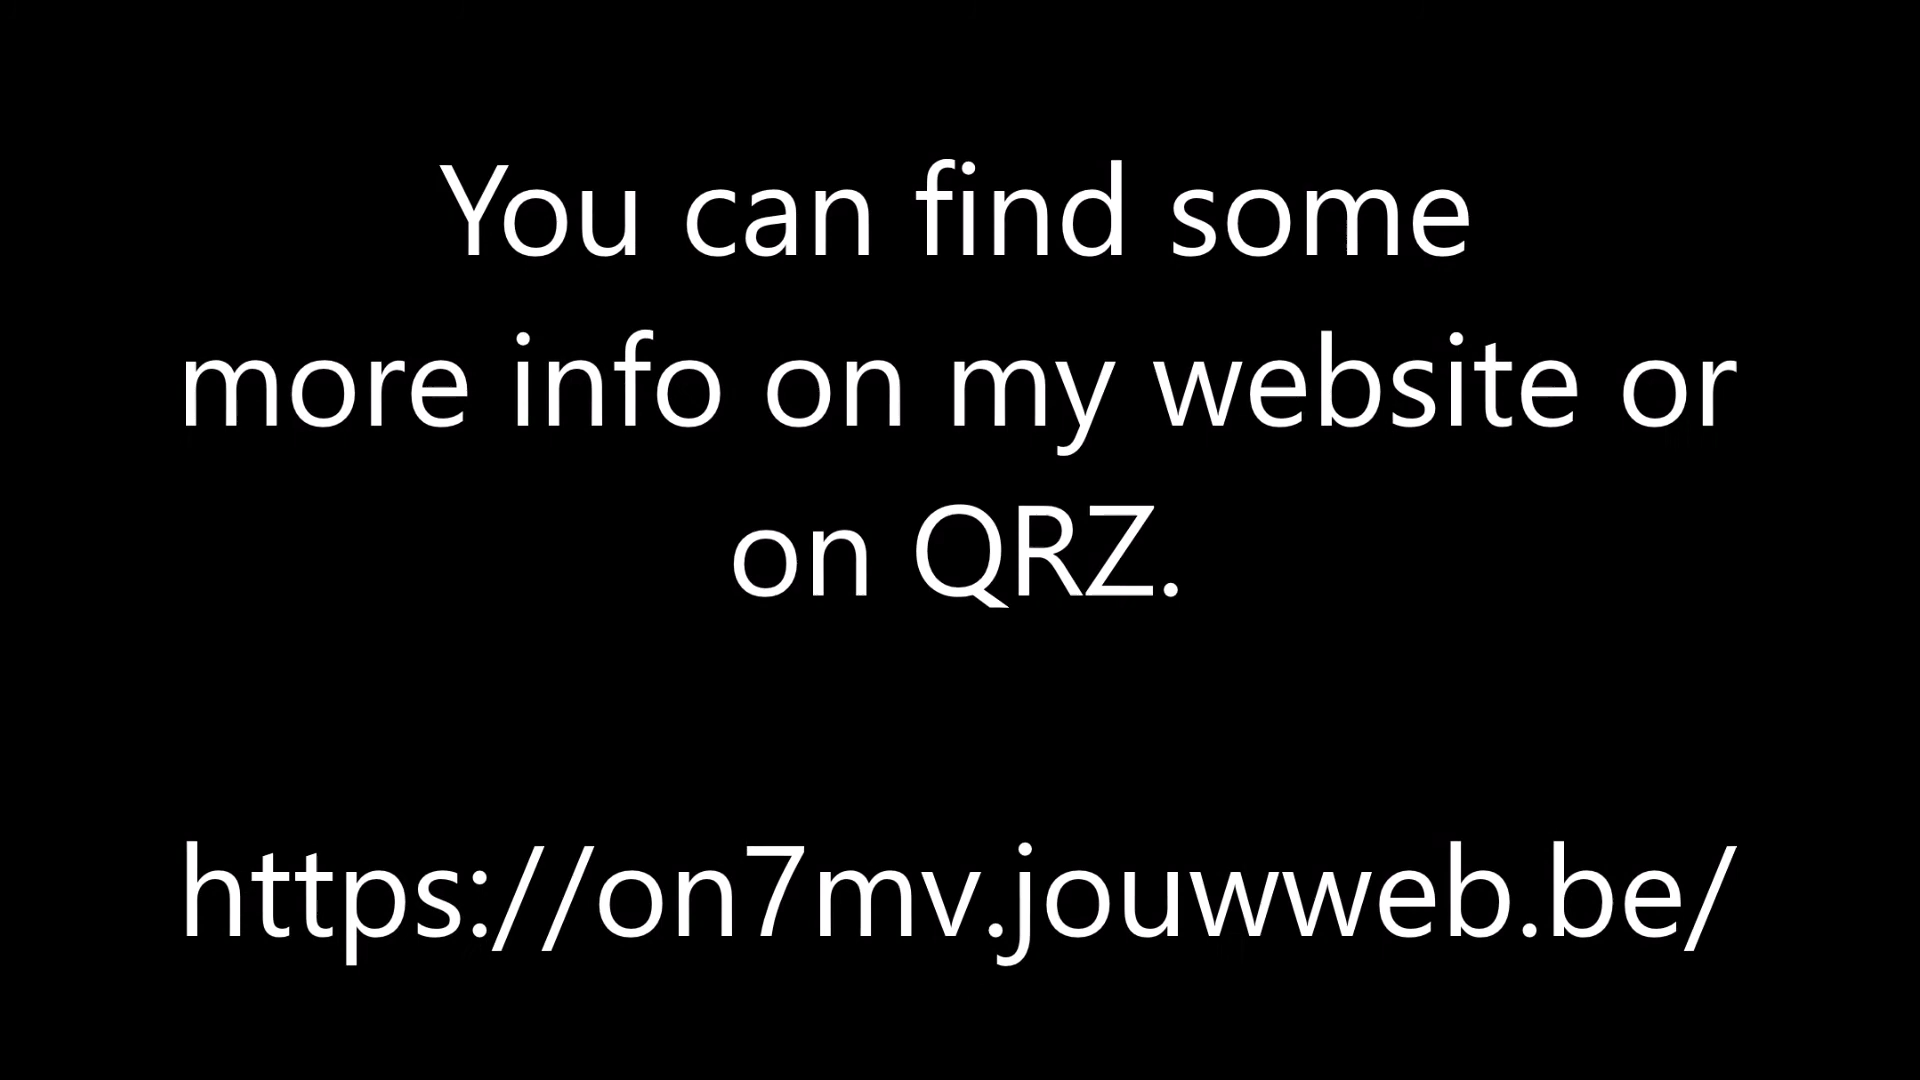 You can find some
more info on my website or
on QRZ.
https://on7mv.jouwweb.be/